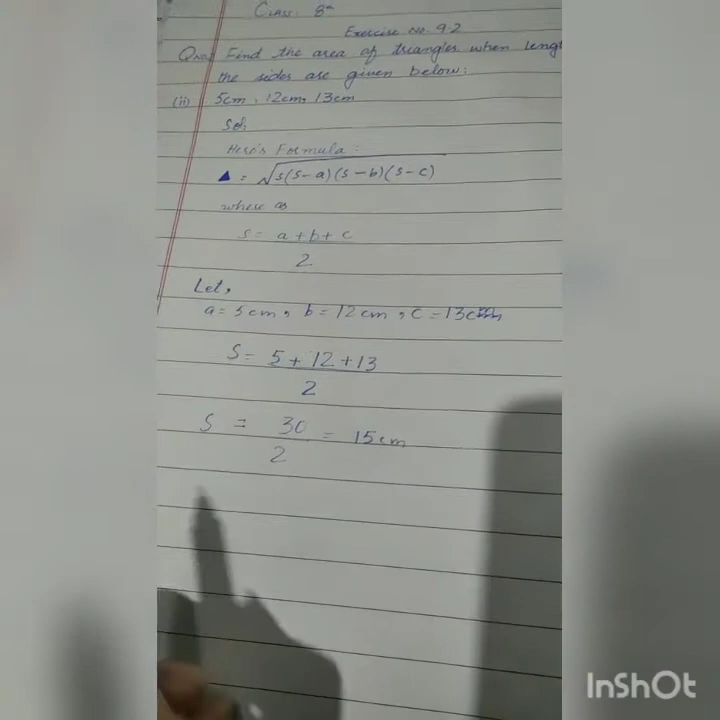 CLASS: 8th
Exercise No. 9.2
Qno. Find the area of triangles when lengt
the sides are given below:
(ii) 5cm, 12cm, 13cm
Sol:
Hero's Formula:
▲ = √s(s-a)(s-b)(s-c)
where as
s = a + b + c
2
Let,
a = 5cm, b = 12cm, c = 13cm
S = 5 + 12 + 13
2
S = 30 = 15cm
2
InShOt